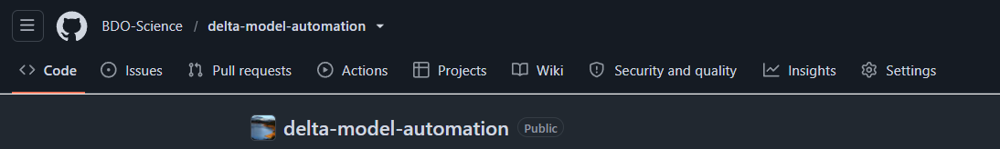 BDO-Science / delta-model-automation
Code Issues Pull requests Actions Projects Wiki Security and quality Insights Settings
delta-model-automation Public